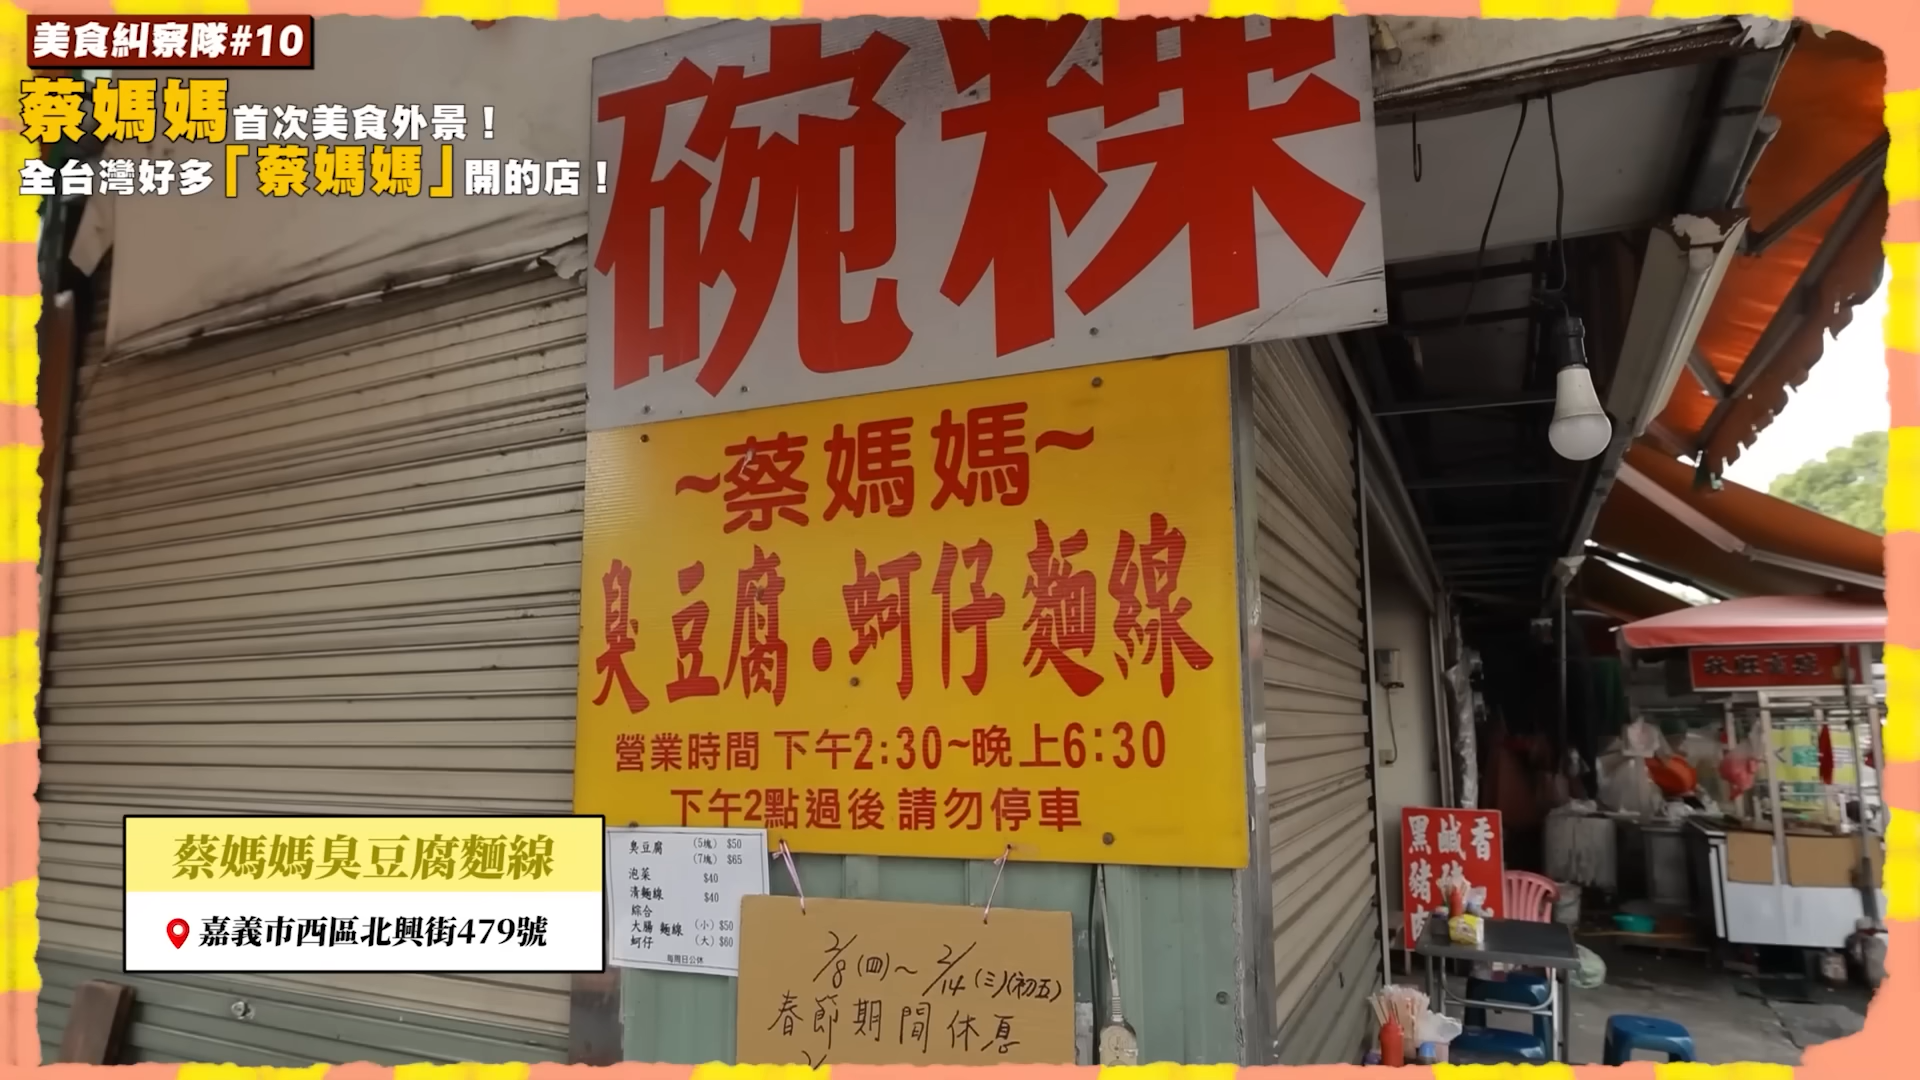 美食糾察隊#10
蔡媽媽首次美食外景！
全台灣好多「蔡媽媽」開的店！
碗粿
~蔡媽媽~
臭豆腐．蚵仔麵線
營業時間 下午2:30~晚上6:30
下午2點過後 請勿停車
臭豆腐 （5塊） $50
（7塊） $65
泡菜 $40
清麵線 $40
綜合
大腸 麵線 （小）$50
蚵仔 （大）$60
每周日公休
2/8(四)~2/14(三)(初五)
春節期間休息
蔡媽媽臭豆腐麵線
嘉義市西區北興街479號
香
鹹
黑豬